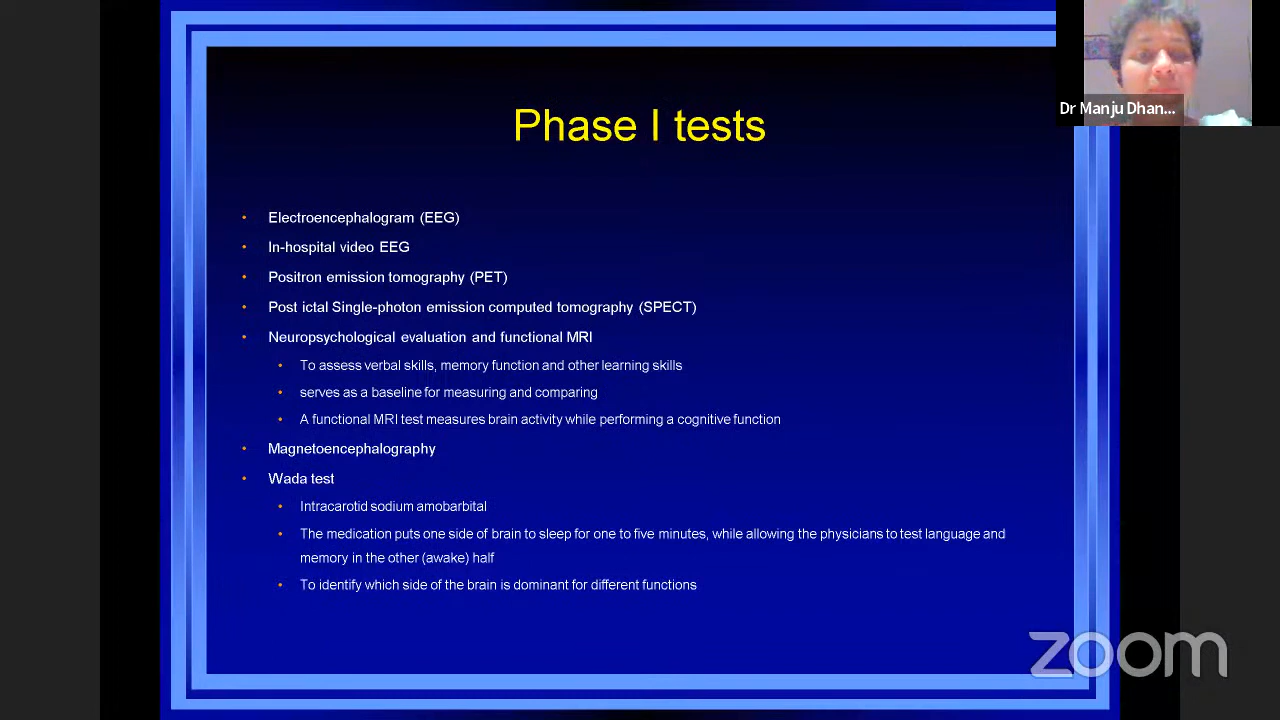 Dr Manju Dhan...
Phase I tests
• Electroencephalogram (EEG)
• In-hospital video EEG
• Positron emission tomography (PET)
• Post ictal Single-photon emission computed tomography (SPECT)
• Neuropsychological evaluation and functional MRI
• To assess verbal skills, memory function and other learning skills
• serves as a baseline for measuring and comparing
• A functional MRI test measures brain activity while performing a cognitive function
• Magnetoencephalography
• Wada test
• Intracarotid sodium amobarbital
• The medication puts one side of brain to sleep for one to five minutes, while allowing the physicians to test language and
memory in the other (awake) half
• To identify which side of the brain is dominant for different functions
zoom